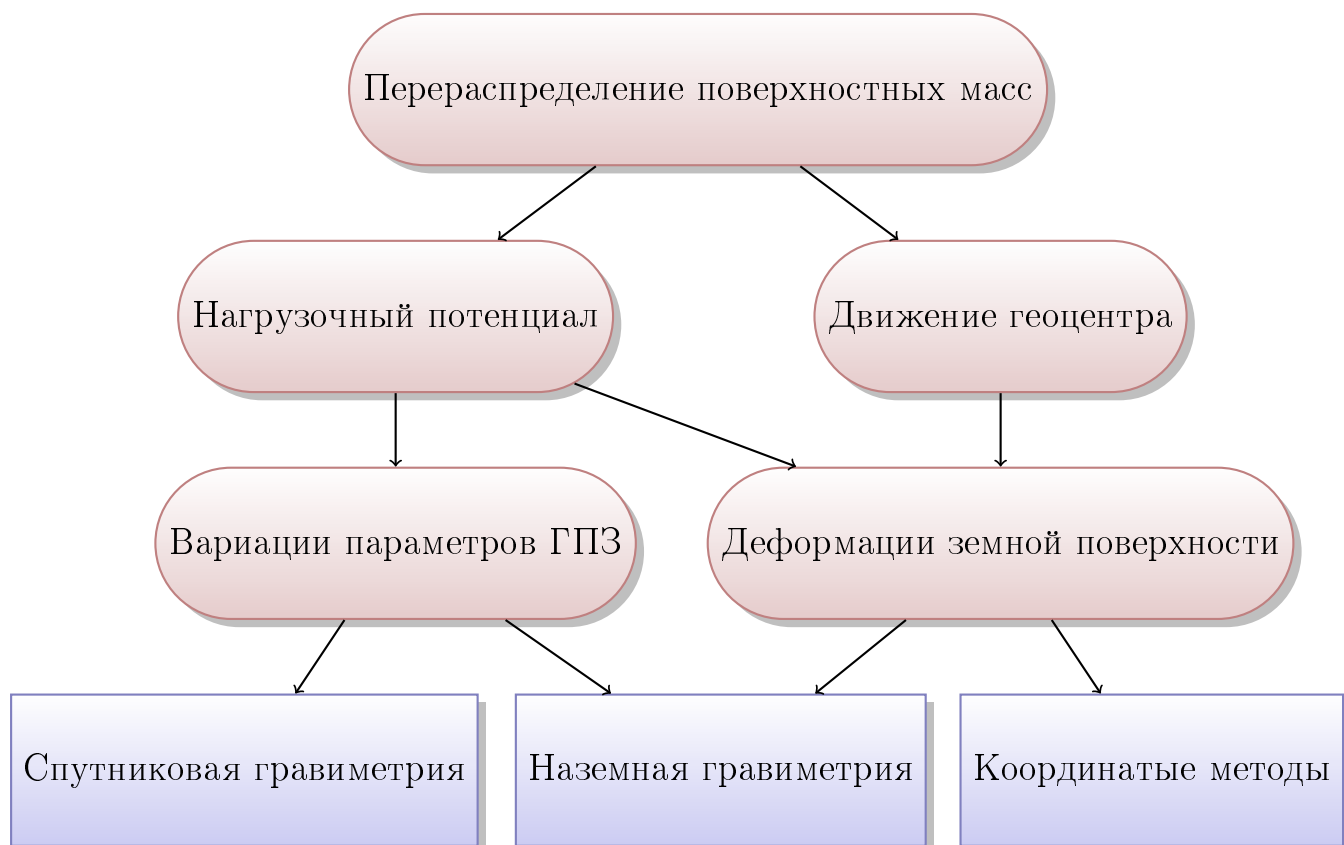 Перераспределение поверхностных масс
Нагрузочный потенциал
Движение геоцентра
Вариации параметров ГПЗ
Деформации земной поверхности
Спутниковая гравиметрия
Наземная гравиметрия
Координатые методы